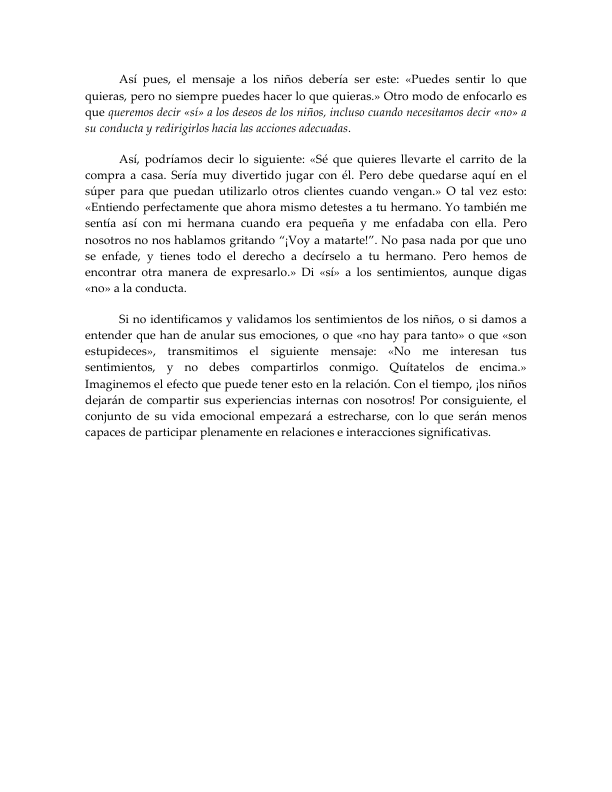 Así pues, el mensaje a los niños debería ser este: «Puedes sentir lo que
quieras, pero no siempre puedes hacer lo que quieras.» Otro modo de enfocarlo es
que queremos decir «sí» a los deseos de los niños, incluso cuando necesitamos decir «no» a
su conducta y redirigirlos hacia las acciones adecuadas.
Así, podríamos decir lo siguiente: «Sé que quieres llevarte el carrito de la
compra a casa. Sería muy divertido jugar con él. Pero debe quedarse aquí en el
súper para que puedan utilizarlo otros clientes cuando vengan.» O tal vez esto:
«Entiendo perfectamente que ahora mismo detestes a tu hermano. Yo también me
sentía así con mi hermana cuando era pequeña y me enfadaba con ella. Pero
nosotros no nos hablamos gritando “¡Voy a matarte!”. No pasa nada por que uno
se enfade, y tienes todo el derecho a decírselo a tu hermano. Pero hemos de
encontrar otra manera de expresarlo.» Di «sí» a los sentimientos, aunque digas
«no» a la conducta.
Si no identificamos y validamos los sentimientos de los niños, o si damos a
entender que han de anular sus emociones, o que «no hay para tanto» o que «son
estupideces», transmitimos el siguiente mensaje: «No me interesan tus
sentimientos, y no debes compartirlos conmigo. Quítatelos de encima.»
Imaginemos el efecto que puede tener esto en la relación. Con el tiempo, ¡los niños
dejarán de compartir sus experiencias internas con nosotros! Por consiguiente, el
conjunto de su vida emocional empezará a estrecharse, con lo que serán menos
capaces de participar plenamente en relaciones e interacciones significativas.